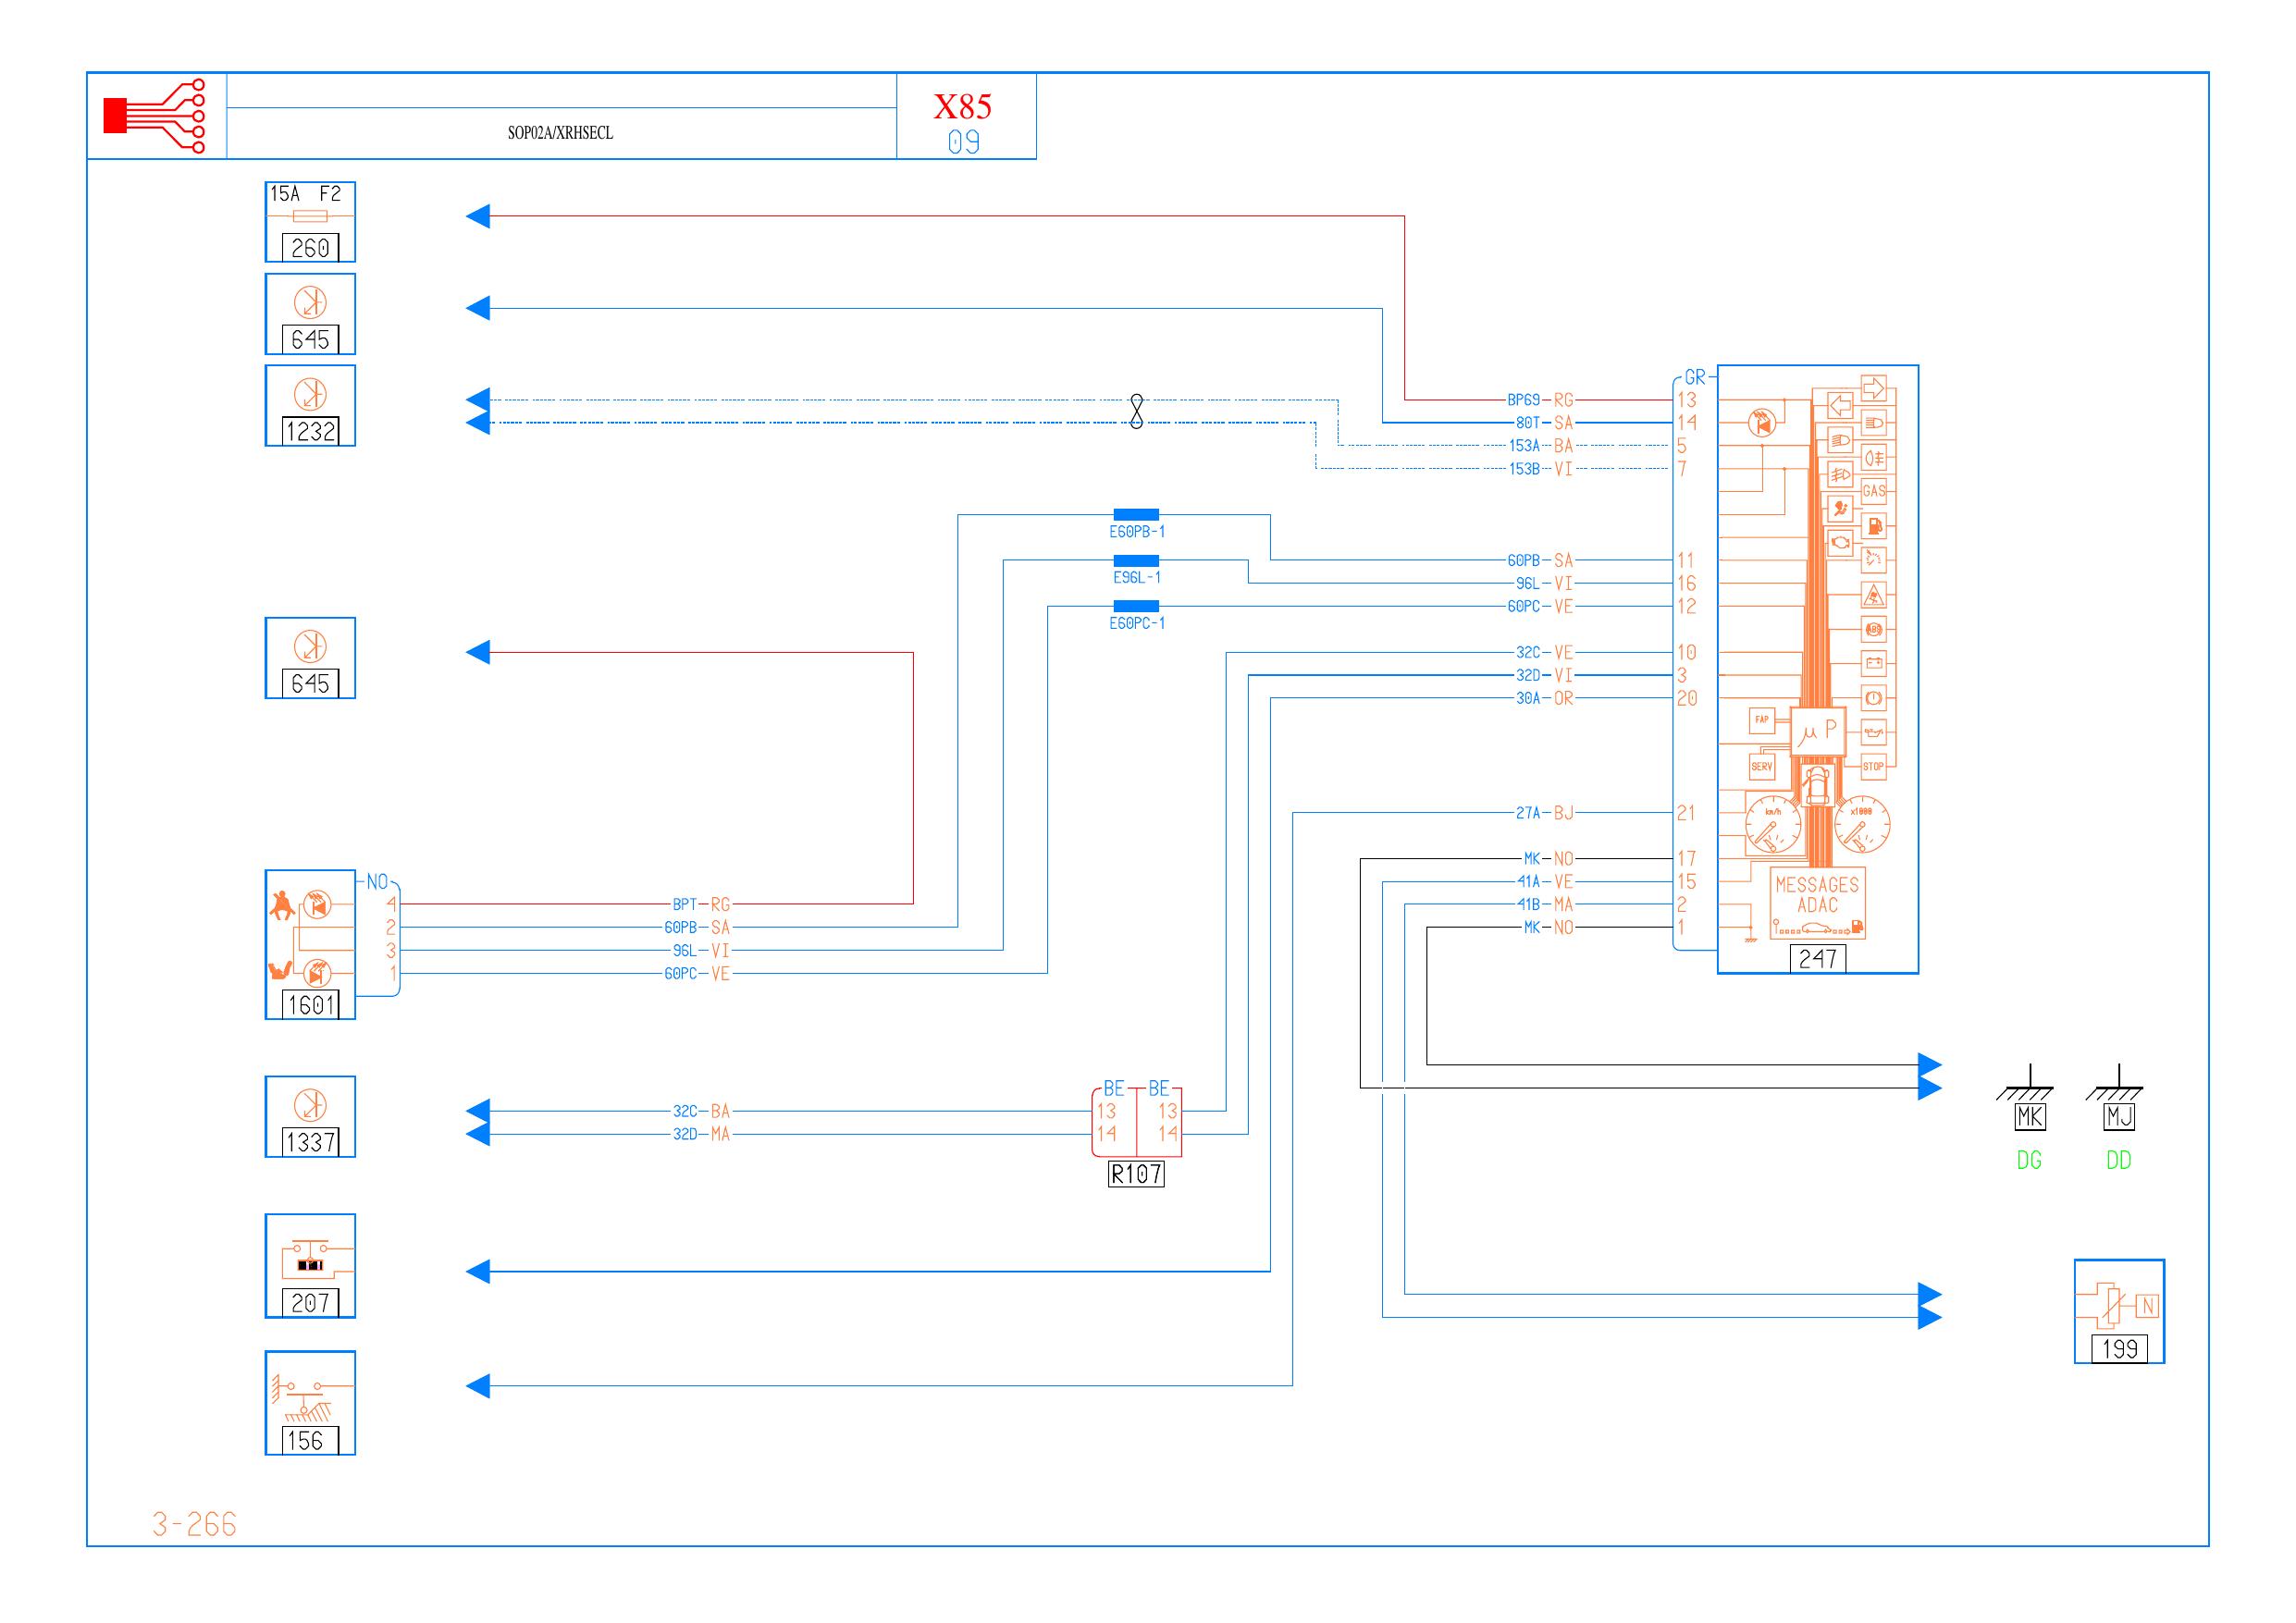 X85
SOP02A/XRHSECL
09
15A F2
260
645
1232
GR
BP69 RG 13
80T SA 14
153A BA 5
153B VI 7
E60PB-1
E96L-1
E60PC-1
60PB SA 11
96L VI 16
60PC VE 12
645
32C VE 10
32D VI 3
30A OR 20
27A BJ 21
MK NO 17
41A VE 15
41B MA 2
MK NO 1
GAS
ABS
FAP
µP
SERV
STOP
km/h
x1000
MESSAGES
ADAC
247
NO
4 BPT RG
2 60PB SA
3 96L VI
1 60PC VE
1601
BE BE
32C BA 13 13
32D MA 14 14
1337
R107
MK MJ
DG DD
207
N
199
156
3-266